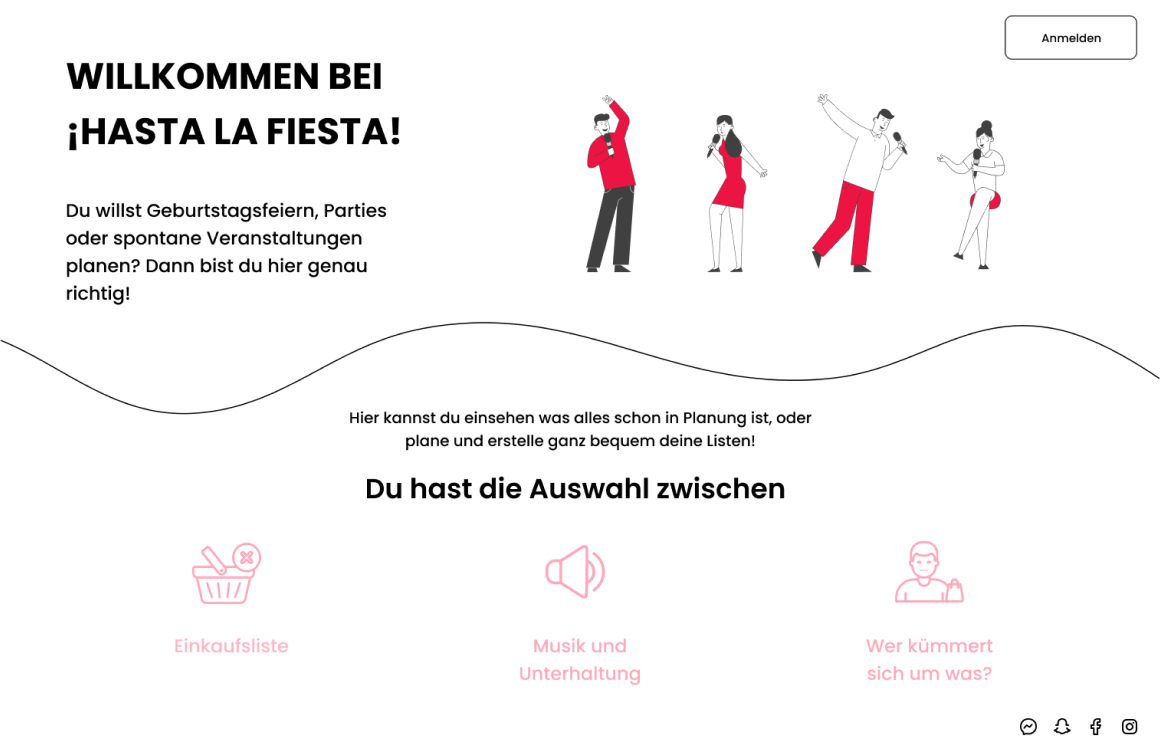 Anmelden
WILLKOMMEN BEI
¡HASTA LA FIESTA!
Du willst Geburtstagsfeiern, Parties
oder spontane Veranstaltungen
planen? Dann bist du hier genau
richtig!
Hier kannst du einsehen was alles schon in Planung ist, oder
plane und erstelle ganz bequem deine Listen!
Du hast die Auswahl zwischen
Einkaufsliste
Musik und
Unterhaltung
Wer kümmert
sich um was?